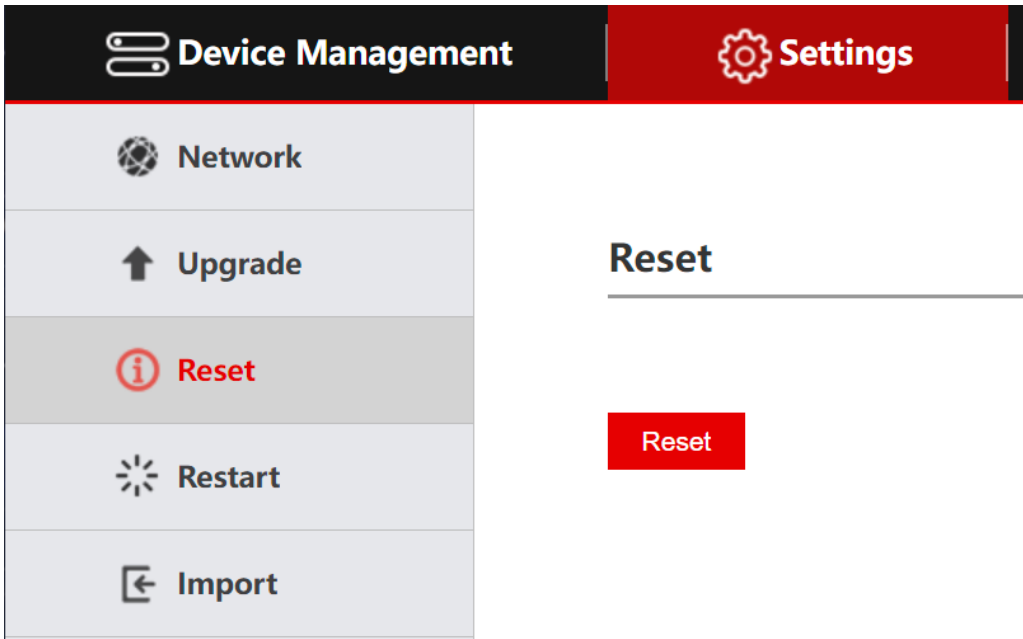 Device Management
Settings
Network
Upgrade
Reset
Restart
Import
Reset
Reset